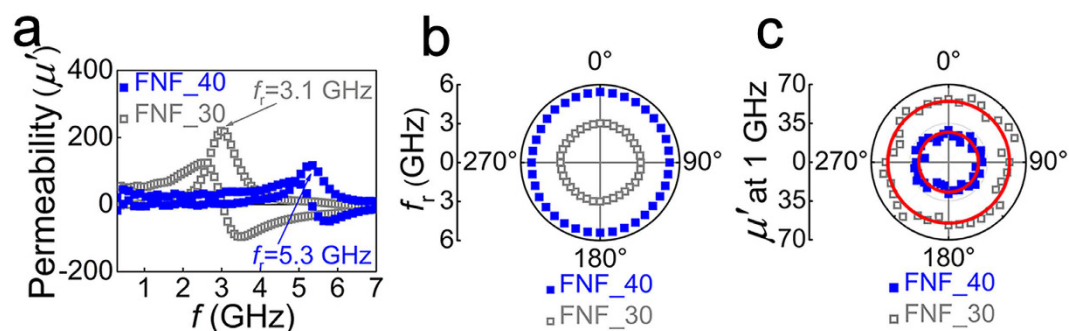 a
Permeability (μ′)
400
200
0
-200
FNF_40
FNF_30
fr=3.1 GHz
fr=5.3 GHz
1 2 3 4 5 6 7
f (GHz)
b
0°
fr (GHz)
6
3
0
3
6
270°
90°
180°
FNF_40
FNF_30
c
0°
μ′ at 1 GHz
70
35
0
35
70
270°
90°
180°
FNF_40
FNF_30